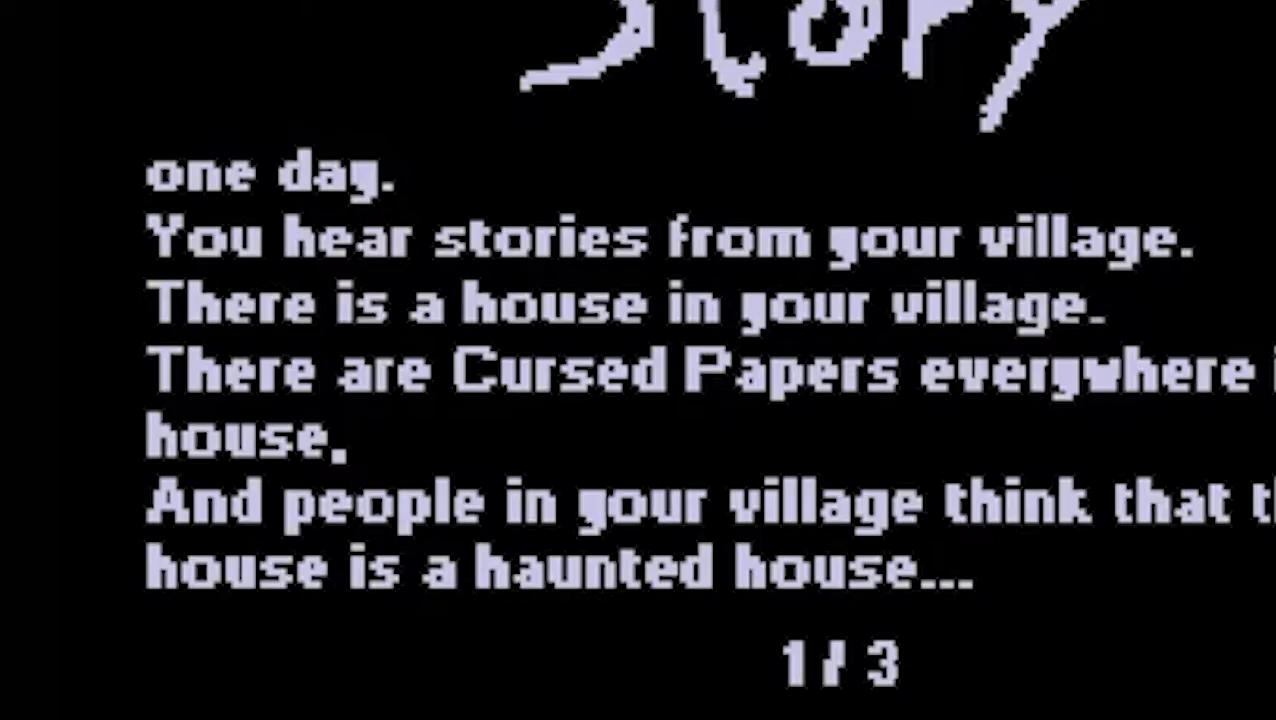 Story
one day.
You hear stories from your village.
There is a house in your village.
There are Cursed Papers everywhere
house.
And people in your village think that
house is a haunted house...
1 / 3